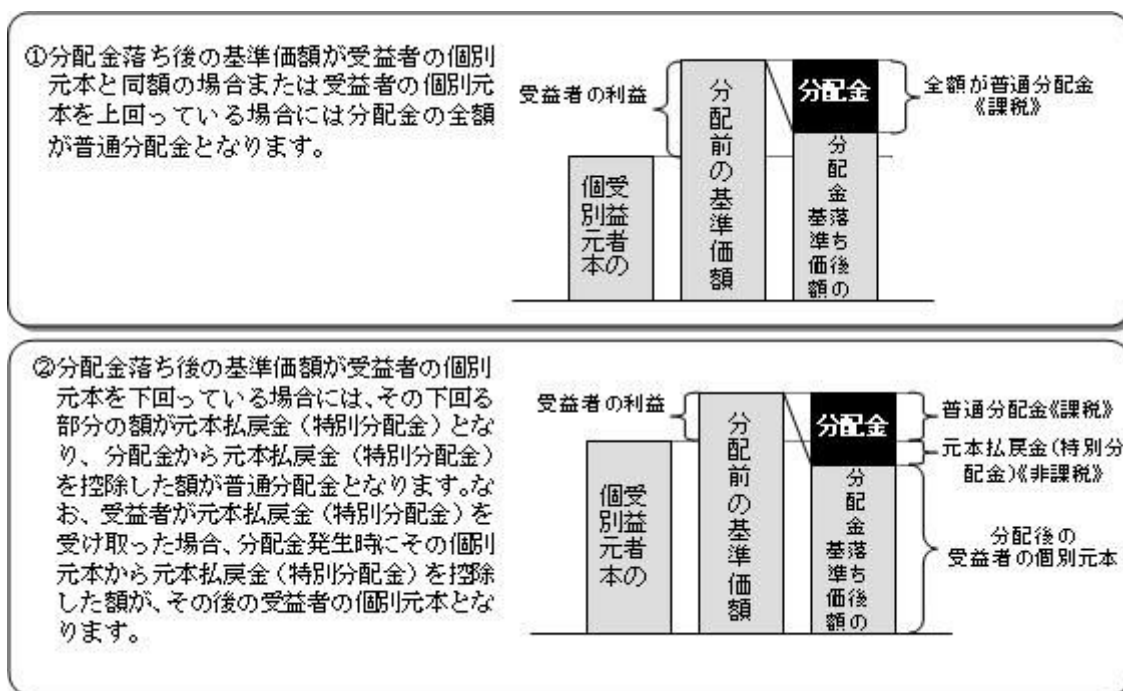 ①分配金落ち後の基準価額が受益者の個別
元本と同額の場合または受益者の個別元
本を上回っている場合には分配金の全額
が普通分配金となります。
受益者の利益
受益者の
個別元本
分配前の基準価額
分配金
分配金落ち後の
基準価額
全額が普通分配金
《課税》
②分配金落ち後の基準価額が受益者の個別
元本を下回っている場合には、その下回る
部分の額が元本払戻金（特別分配金）とな
り、分配金から元本払戻金（特別分配金）
を控除した額が普通分配金となります。な
お、受益者が元本払戻金（特別分配金）を
受け取った場合、分配金発生時にその個別
元本から元本払戻金（特別分配金）を控除
した額が、その後の受益者の個別元本とな
ります。
受益者の利益
受益者の
個別元本
分配前の基準価額
分配金
分配金落ち後の
基準価額
普通分配金《課税》
元本払戻金（特別分
配金）《非課税》
分配後の
受益者の個別元本